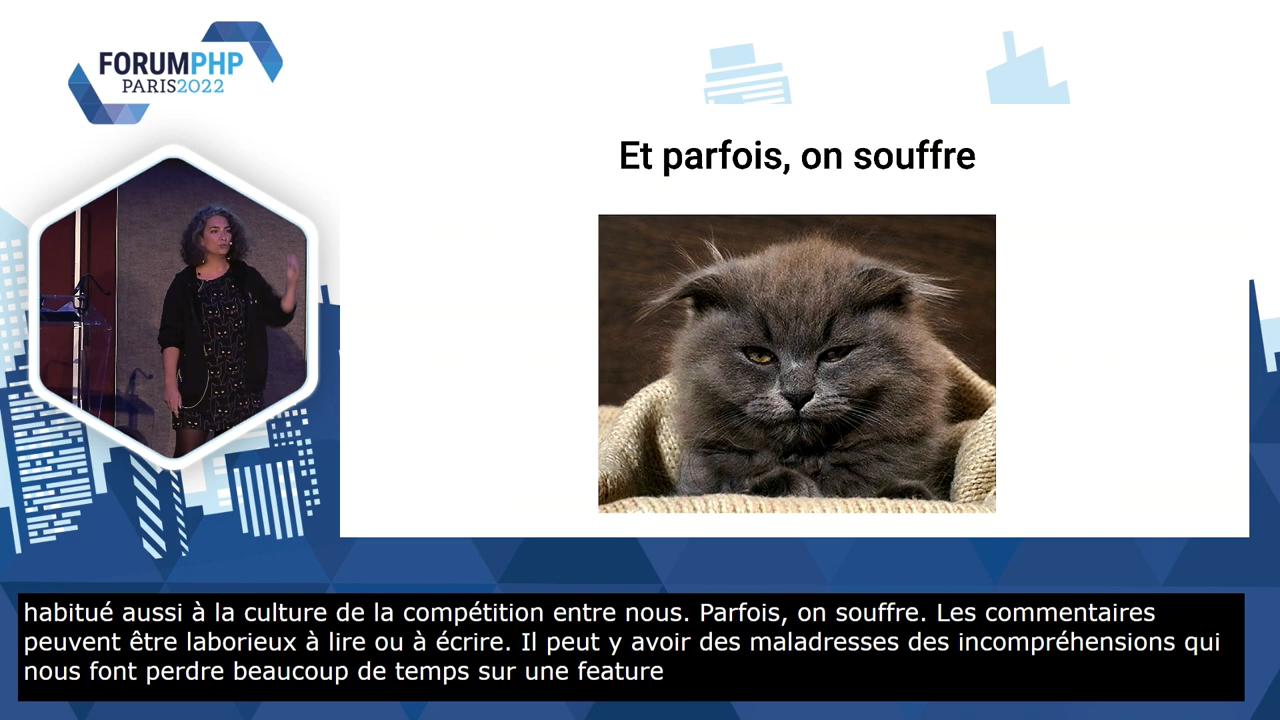 FORUMPHP
PARIS2022
Et parfois, on souffre
habitué aussi à la culture de la compétition entre nous. Parfois, on souffre. Les commentaires
peuvent être laborieux à lire ou à écrire. Il peut y avoir des maladresses des incompréhensions qui
nous font perdre beaucoup de temps sur une feature